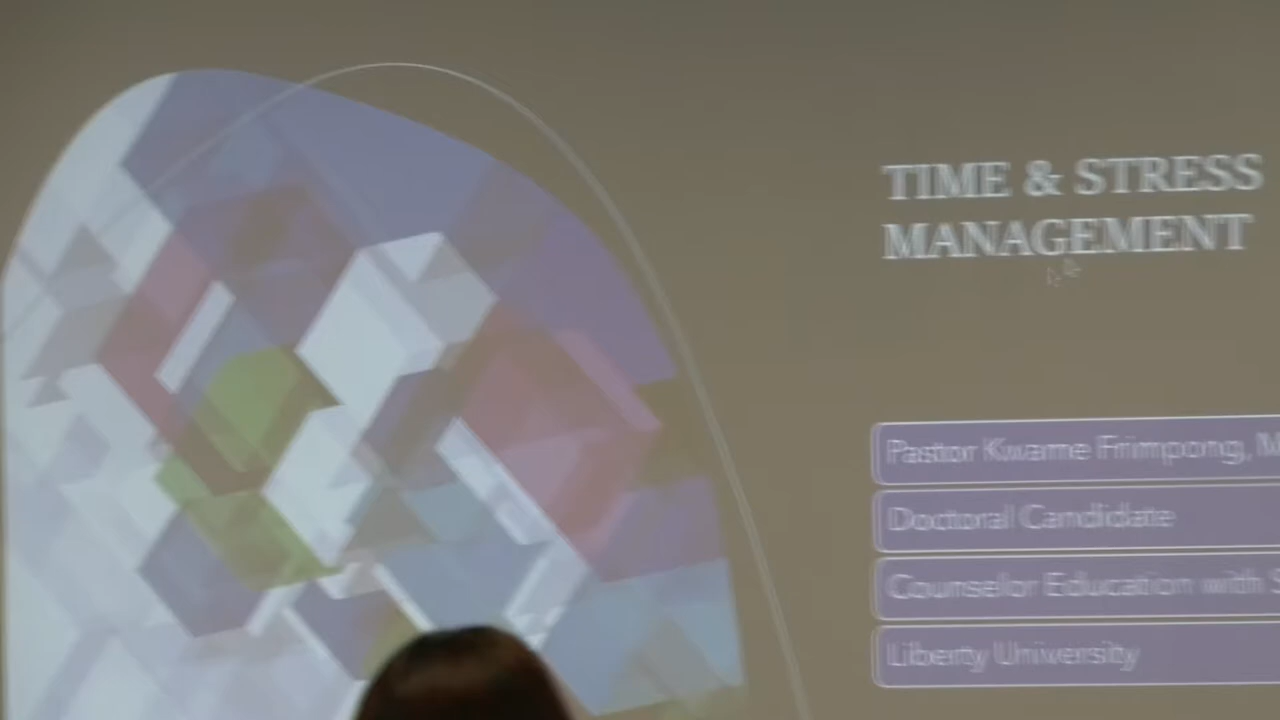 TIME & STRESS
MANAGEMENT
Pastor Kwame Frimpong,
Doctoral Candidate
Counselor Education with
Liberty University